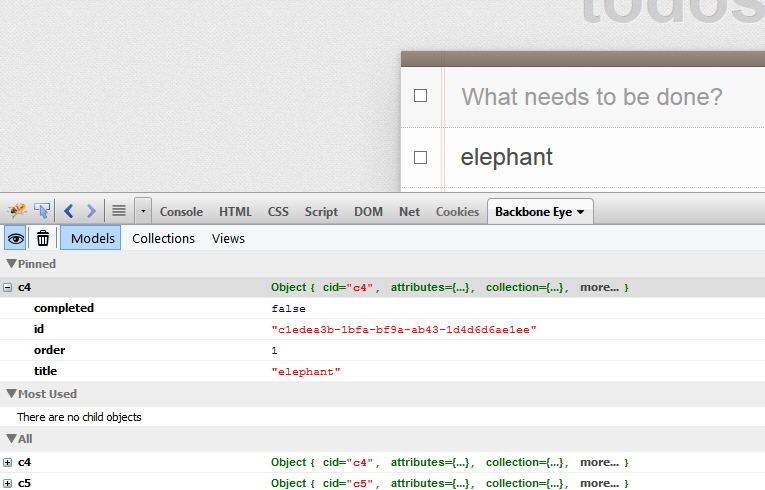 todos
What needs to be done?
elephant
Console HTML CSS Script DOM Net Cookies Backbone Eye
Models Collections Views
Pinned
c4 Object { cid="c4", attributes={...}, collection={...}, more... }
completed false
id "c1edea3b-1bfa-bf9a-ab43-1d4d6d6ae1ee"
order 1
title "elephant"
Most Used
There are no child objects
All
c4 Object { cid="c4", attributes={...}, collection={...}, more... }
c5 Object { cid="c5", attributes={...}, collection={...}, more... }